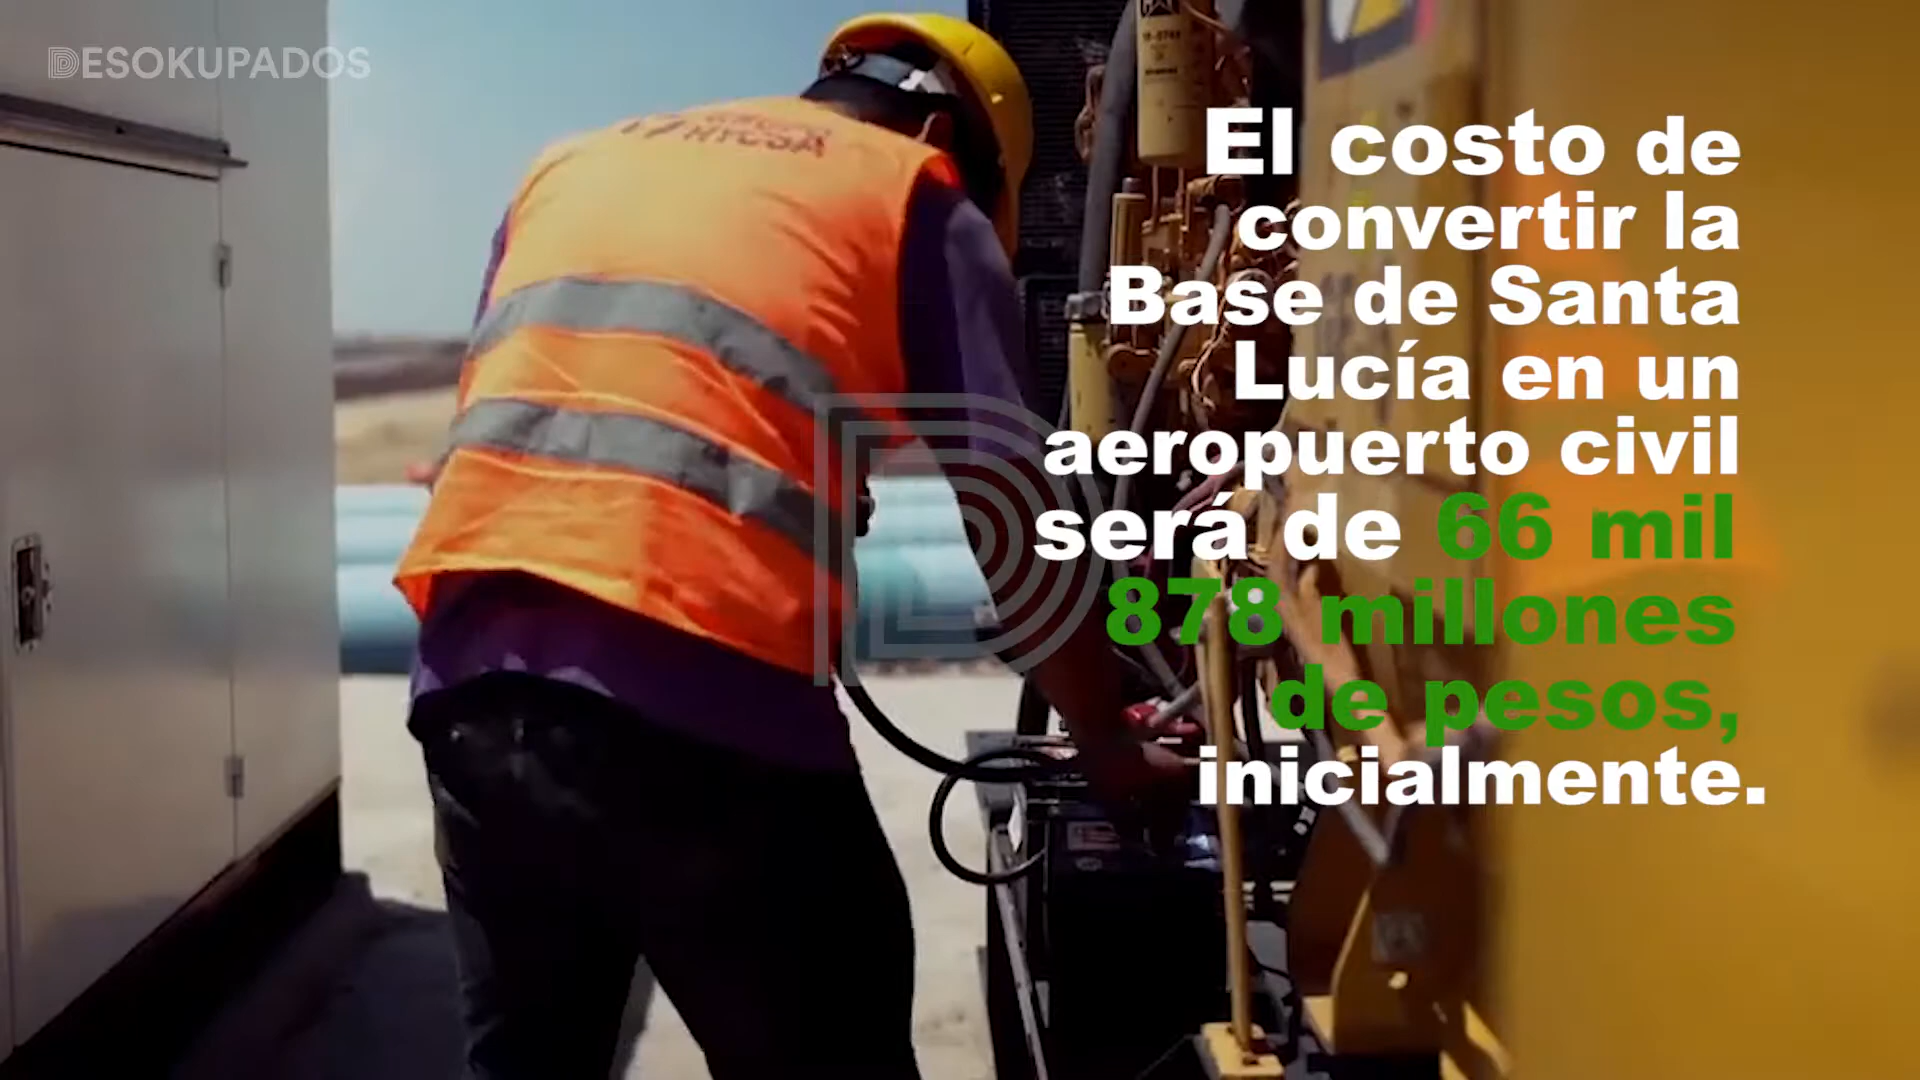 DESOKUPADOS
El costo de
convertir la
Base de Santa
Lucía en un
aeropuerto civil
será de 66 mil
878 millones
de pesos,
inicialmente.
CAT